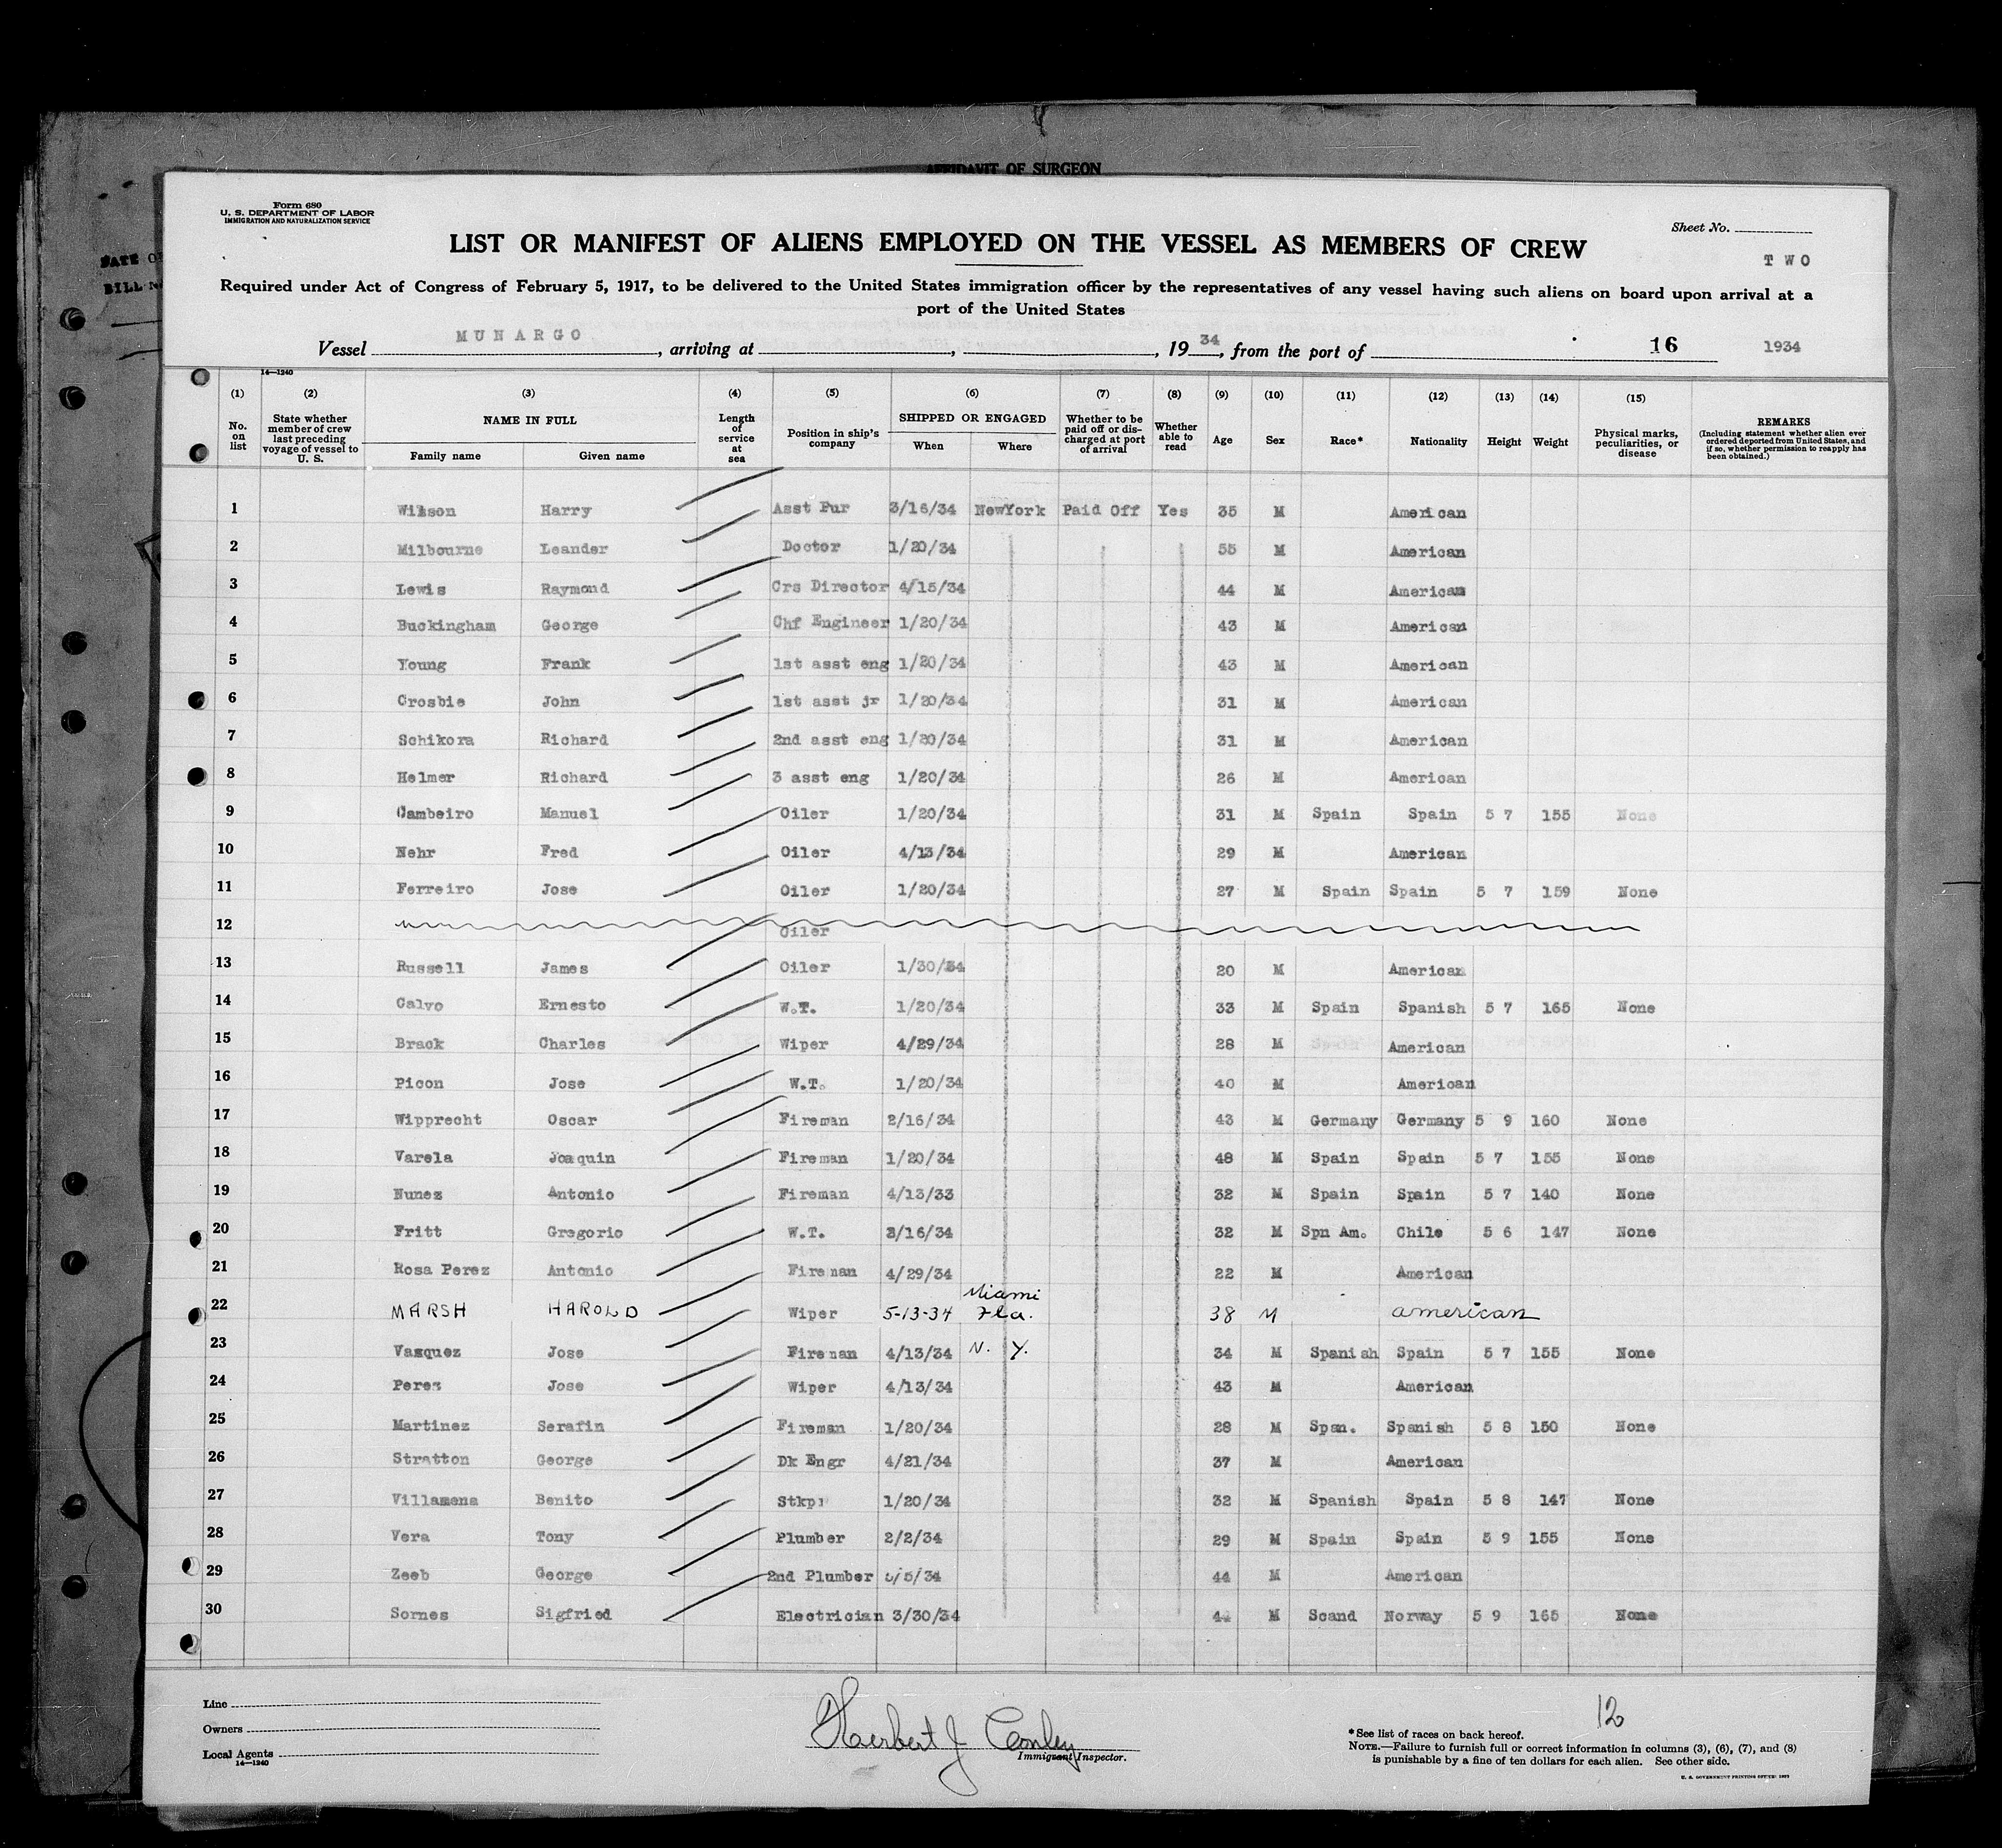 AFFIDAVIT OF SURGEON
Form 680
U. S. DEPARTMENT OF LABOR
IMMIGRATION AND NATURALIZATION SERVICE
Sheet No.
TWO
LIST OR MANIFEST OF ALIENS EMPLOYED ON THE VESSEL AS MEMBERS OF CREW
Required under Act of Congress of February 5, 1917, to be delivered to the United States immigration officer by the representatives of any vessel having such aliens on board upon arrival at a
port of the United States
Vessel MUNARGO, arriving at , , 1934, from the port of 16 1934
14—1240
(1) (2) (3) (4) (5) (6) (7) (8) (9) (10) (11) (12) (13) (14) (15)
No. on list State whether member of crew last preceding voyage of vessel to U. S. NAME IN FULL Family name Given name Length of service at sea Position in ship's company SHIPPED OR ENGAGED When Where Whether to be paid off or discharged at port of arrival Whether able to read Age Sex Race* Nationality Height Weight Physical marks, peculiarities, or disease REMARKS (Including statement whether alien ever ordered deported from United States, and if so, whether permission to reapply has been obtained.)
1 Wilson Harry Asst Pur 3/16/34 NewYork Paid Off Yes 35 M American
2 Milbourne Leander Doctor 1/20/34 55 M American
3 Lewis Raymond Crs Director 4/15/34 44 M American
4 Buckingham George Chf Engineer 1/20/34 43 M American
5 Young Frank 1st asst eng 1/20/34 43 M American
6 Crosbie John 1st asst jr 1/20/34 31 M American
7 Schikora Richard 2nd asst eng 1/20/34 31 M American
8 Helmer Richard 3 asst eng 1/20/34 26 M American
9 Cambeiro Manuel Oiler 1/20/34 31 M Spain Spain 5 7 155 None
10 Nehr Fred Oiler 4/13/34 29 M American
11 Ferreiro Jose Oiler 1/20/34 27 M Spain Spain 5 7 159 None
12 Oiler
13 Russell James Oiler 1/30/34 20 M American
14 Calvo Ernesto W.T. 1/20/34 33 M Spain Spanish 5 7 165 None
15 Brack Charles Wiper 4/29/34 28 M American
16 Picon Jose W.T. 1/20/34 40 M American
17 Wipprecht Oscar Fireman 2/16/34 43 M Germany Germany 5 9 160 None
18 Varela Joaquin Fireman 1/20/34 48 M Spain Spain 5 7 155 None
19 Nunez Antonio Fireman 4/13/33 32 M Spain Spain 5 7 140 None
20 Fritt Gregorio W.T. 3/16/34 32 M Spn Am. Chile 5 6 147 None
21 Rosa Perez Antonio Fireman 4/29/34 22 M American
22 MARSH HAROLD Wiper 5-13-34 Miami Fla. 38 M american
23 Vazquez Jose Fireman 4/13/34 N. Y. 34 M Spanish Spain 5 7 155 None
24 Perez Jose Wiper 4/13/34 43 M American
25 Martinez Serafin Fireman 1/20/34 28 M Span. Spanish 5 8 150 None
26 Stratton George Dk Engr 4/21/34 37 M American
27 Villamena Benito Stkpr 1/20/34 32 M Spanish Spain 5 8 147 None
28 Vera Tony Plumber 2/2/34 29 M Spain Spain 5 9 155 None
29 Zeeb George 2nd Plumber 5/5/34 44 M American
30 Sornes Sigfried Electrician 3/30/34 44 M Scand Norway 5 9 165 None
Line
Owners
Local Agents
14—1240
Herbert J Conley
Immigrant Inspector.
12
*See list of races on back hereof.
NOTE.—Failure to furnish full or correct information in columns (3), (6), (7), and (8)
is punishable by a fine of ten dollars for each alien. See other side.